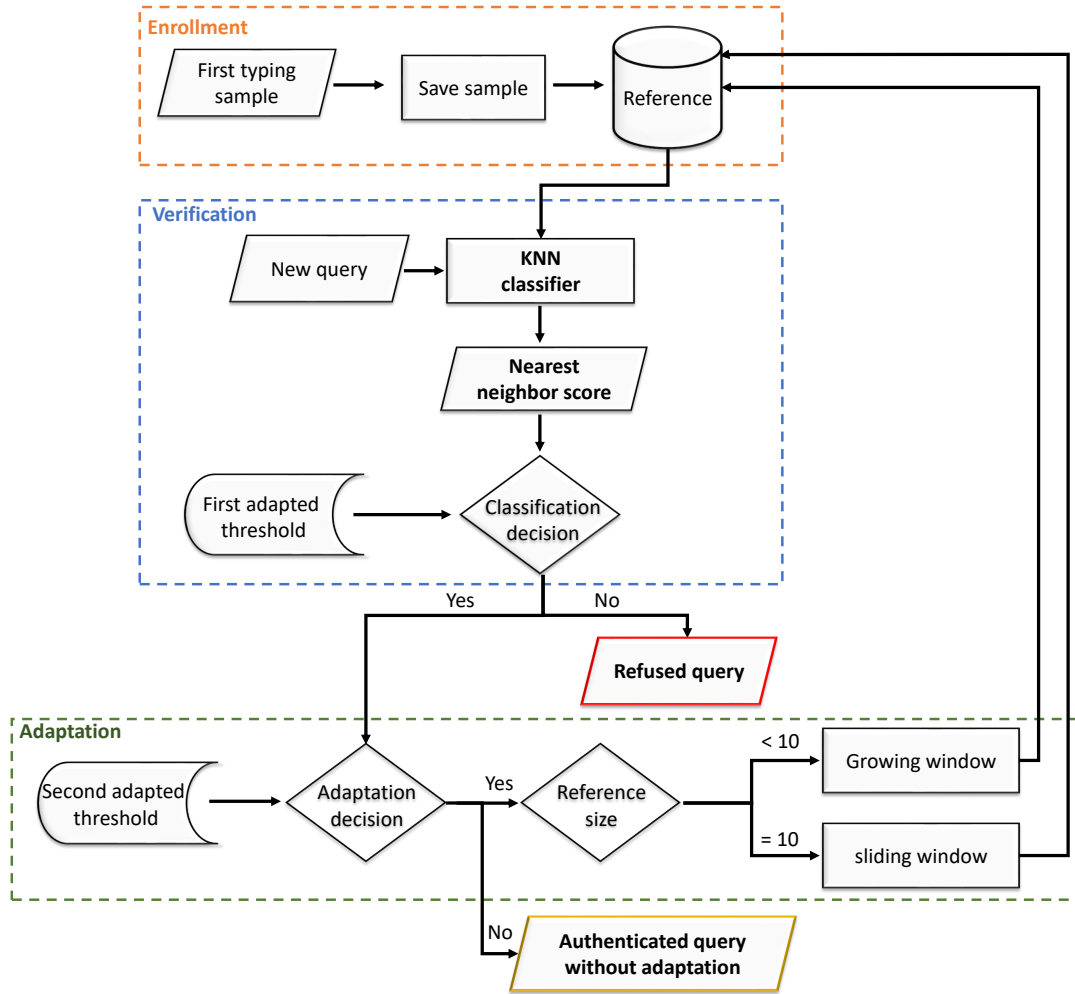 Enrollment
First typing
sample
Save sample
Reference
Verification
New query
KNN
classifier
Nearest
neighbor score
First adapted
threshold
Classification
decision
Yes
No
Refused query
Adaptation
Second adapted
threshold
Adaptation
decision
Yes
Reference
size
< 10
Growing window
= 10
sliding window
No
Authenticated query
without adaptation